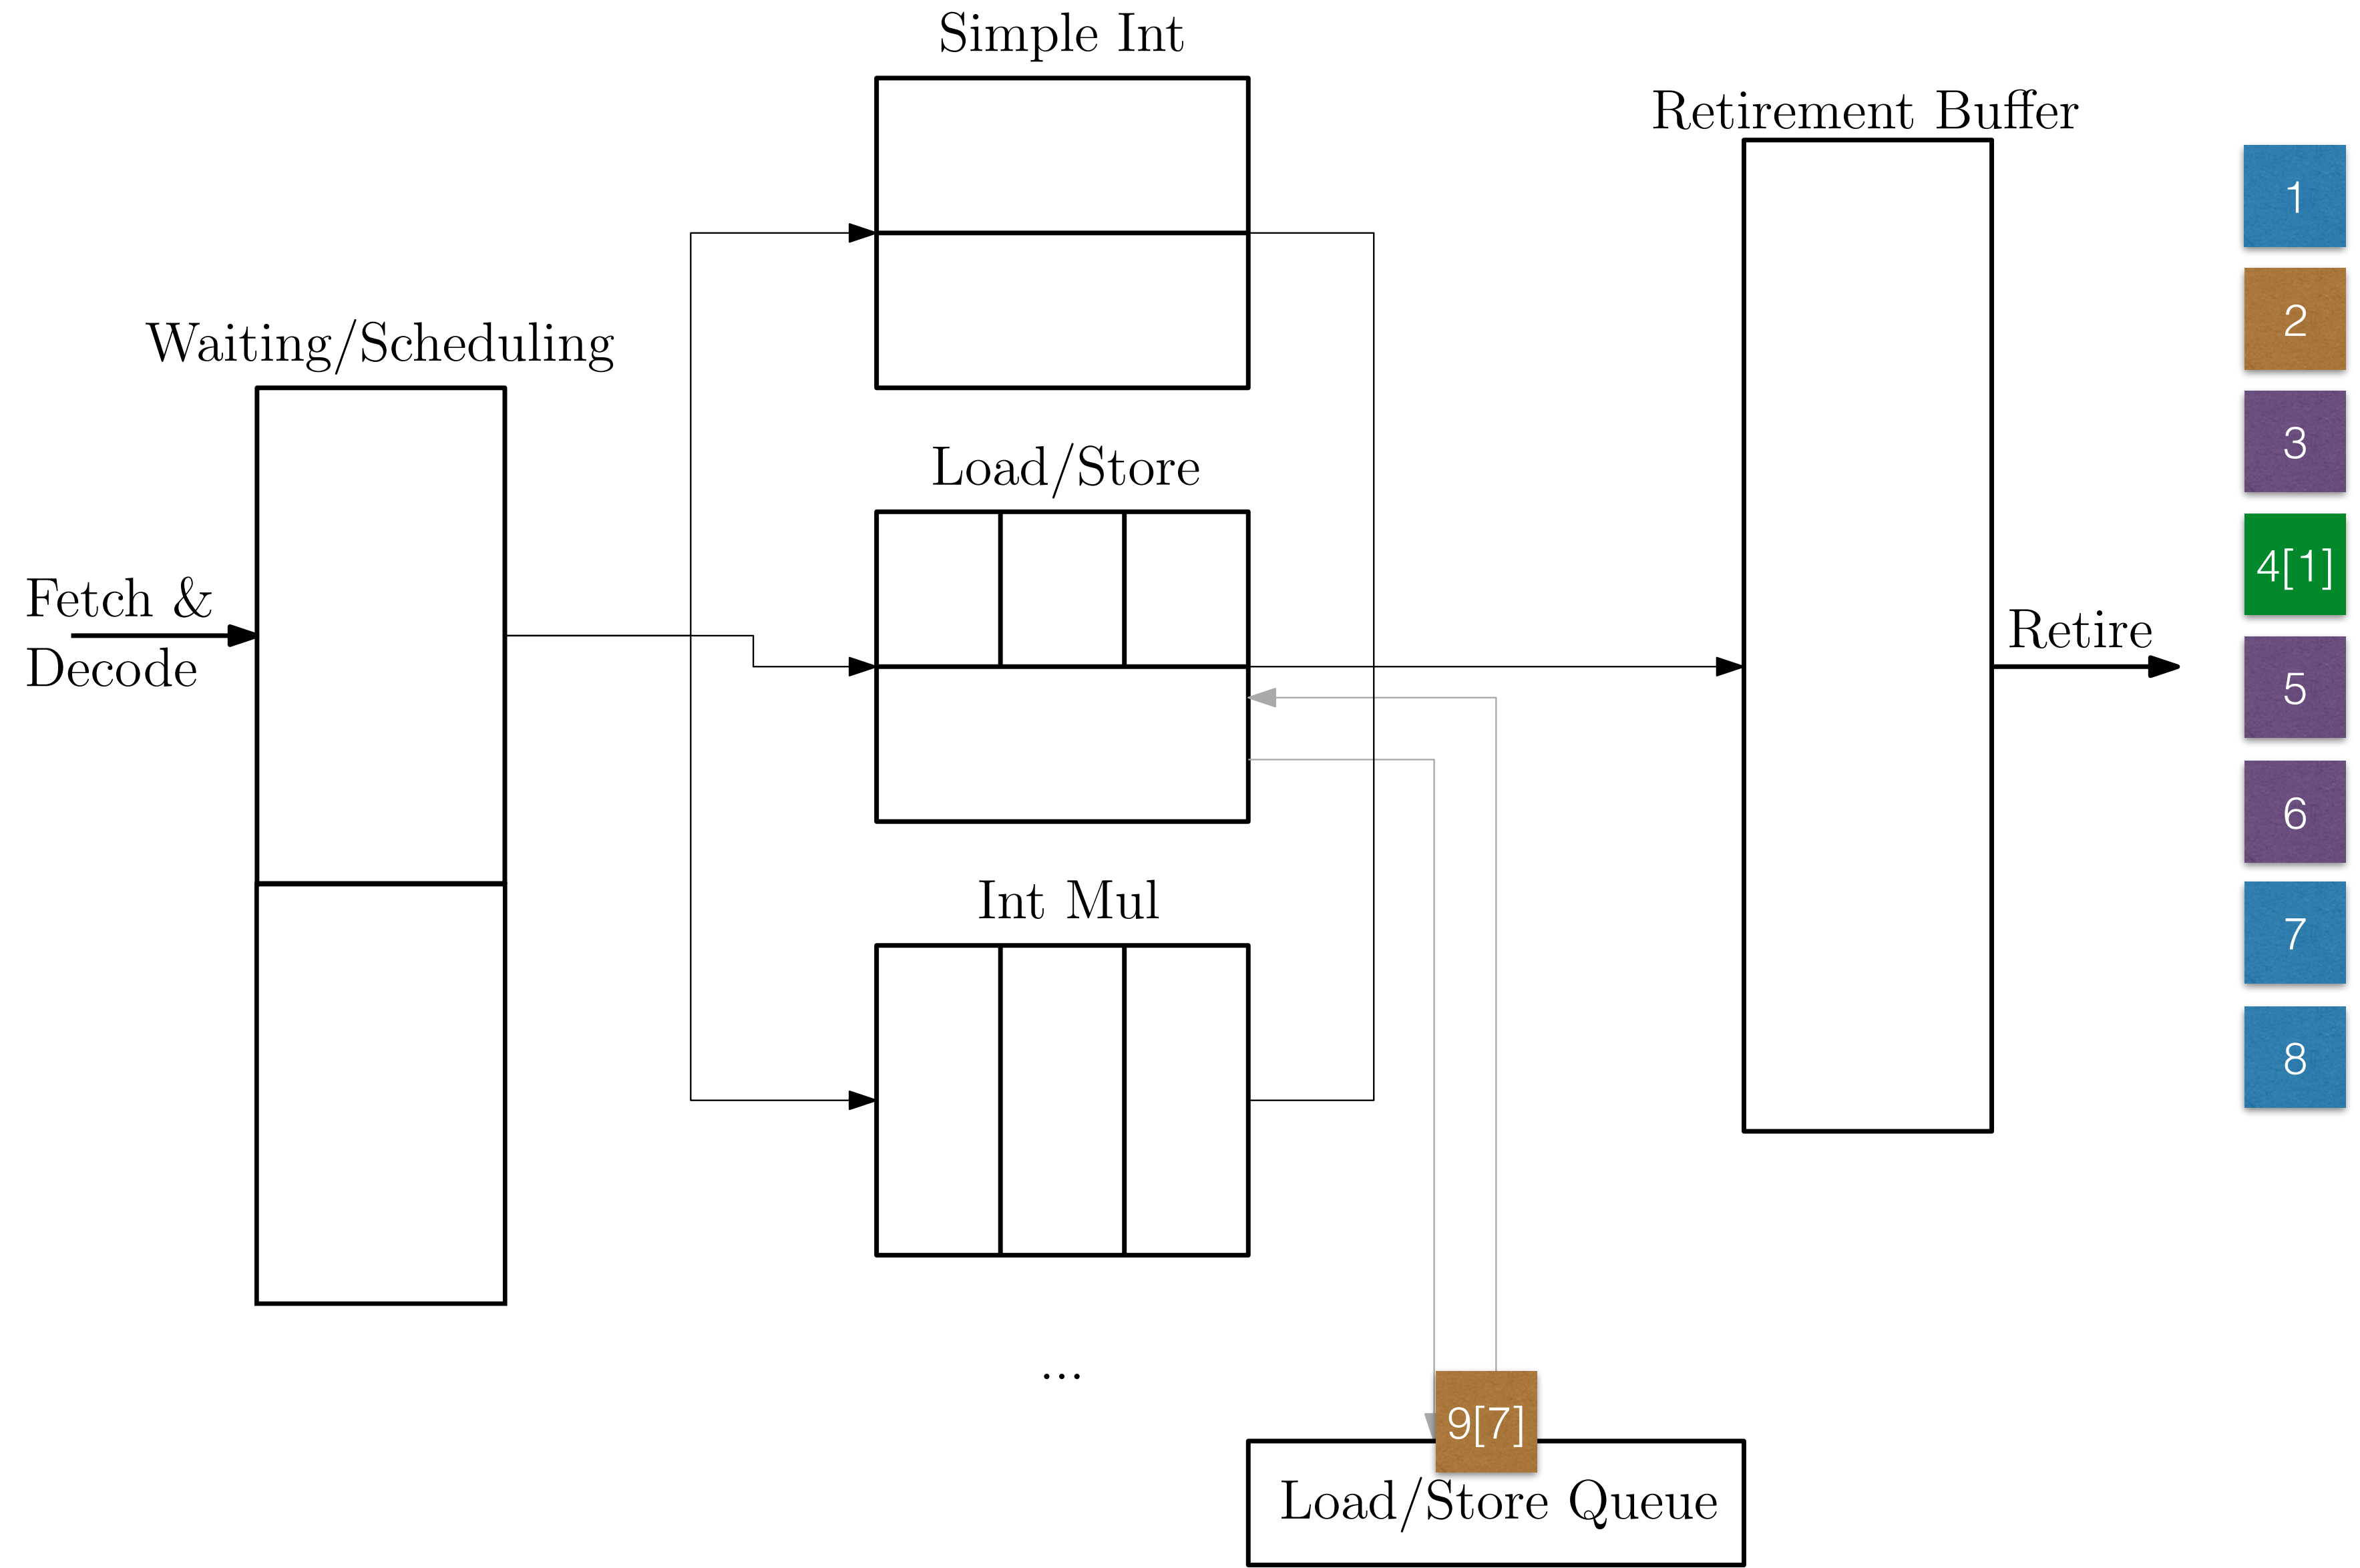 Simple Int
Retirement Buffer
1
2
Waiting/Scheduling
3
Load/Store
4[1]
Fetch &
Decode
Retire
5
6
Int Mul
7
8
...
9[7]
Load/Store Queue